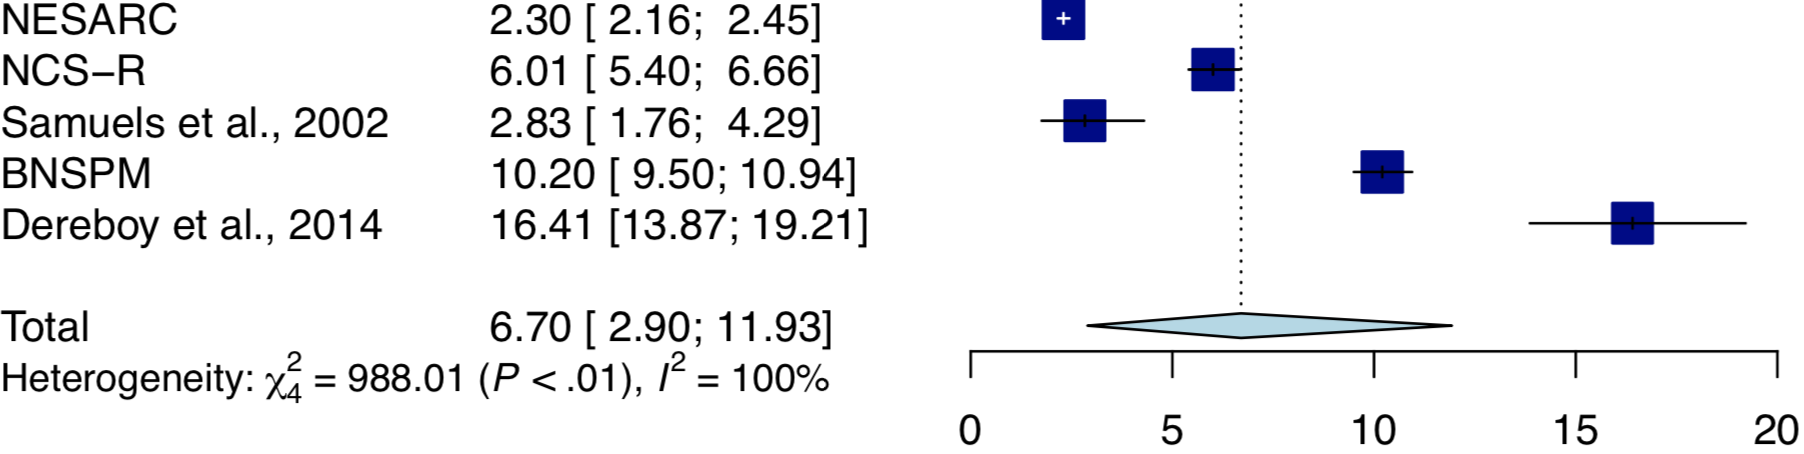 NESARC 2.30 [ 2.16; 2.45]
NCS−R 6.01 [ 5.40; 6.66]
Samuels et al., 2002 2.83 [ 1.76; 4.29]
BNSPM 10.20 [ 9.50; 10.94]
Dereboy et al., 2014 16.41 [13.87; 19.21]
Total 6.70 [ 2.90; 11.93]
Heterogeneity: χ²₄ = 988.01 (P < .01), I² = 100%
0 5 10 15 20